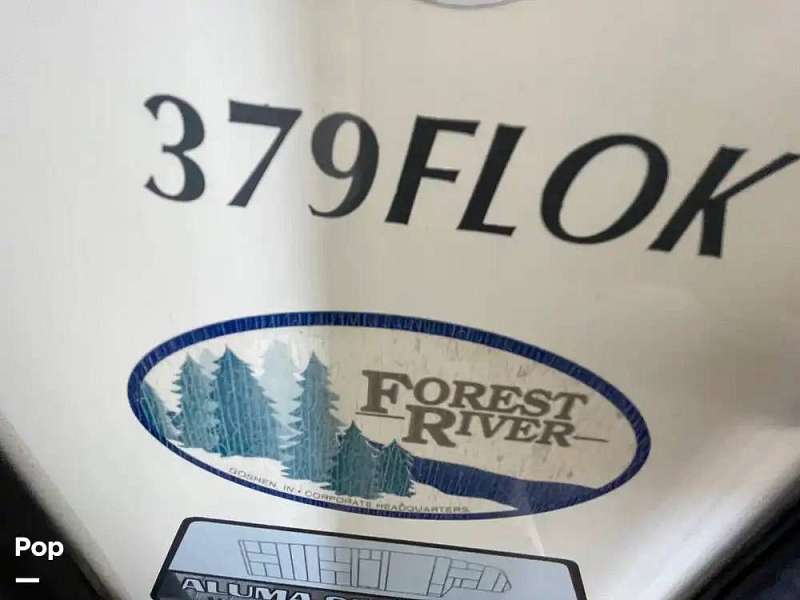 379FLOK
FOREST
RIVER
GOSHEN, IN • CORPORATE HEADQUARTERS
Pop
ALUMA